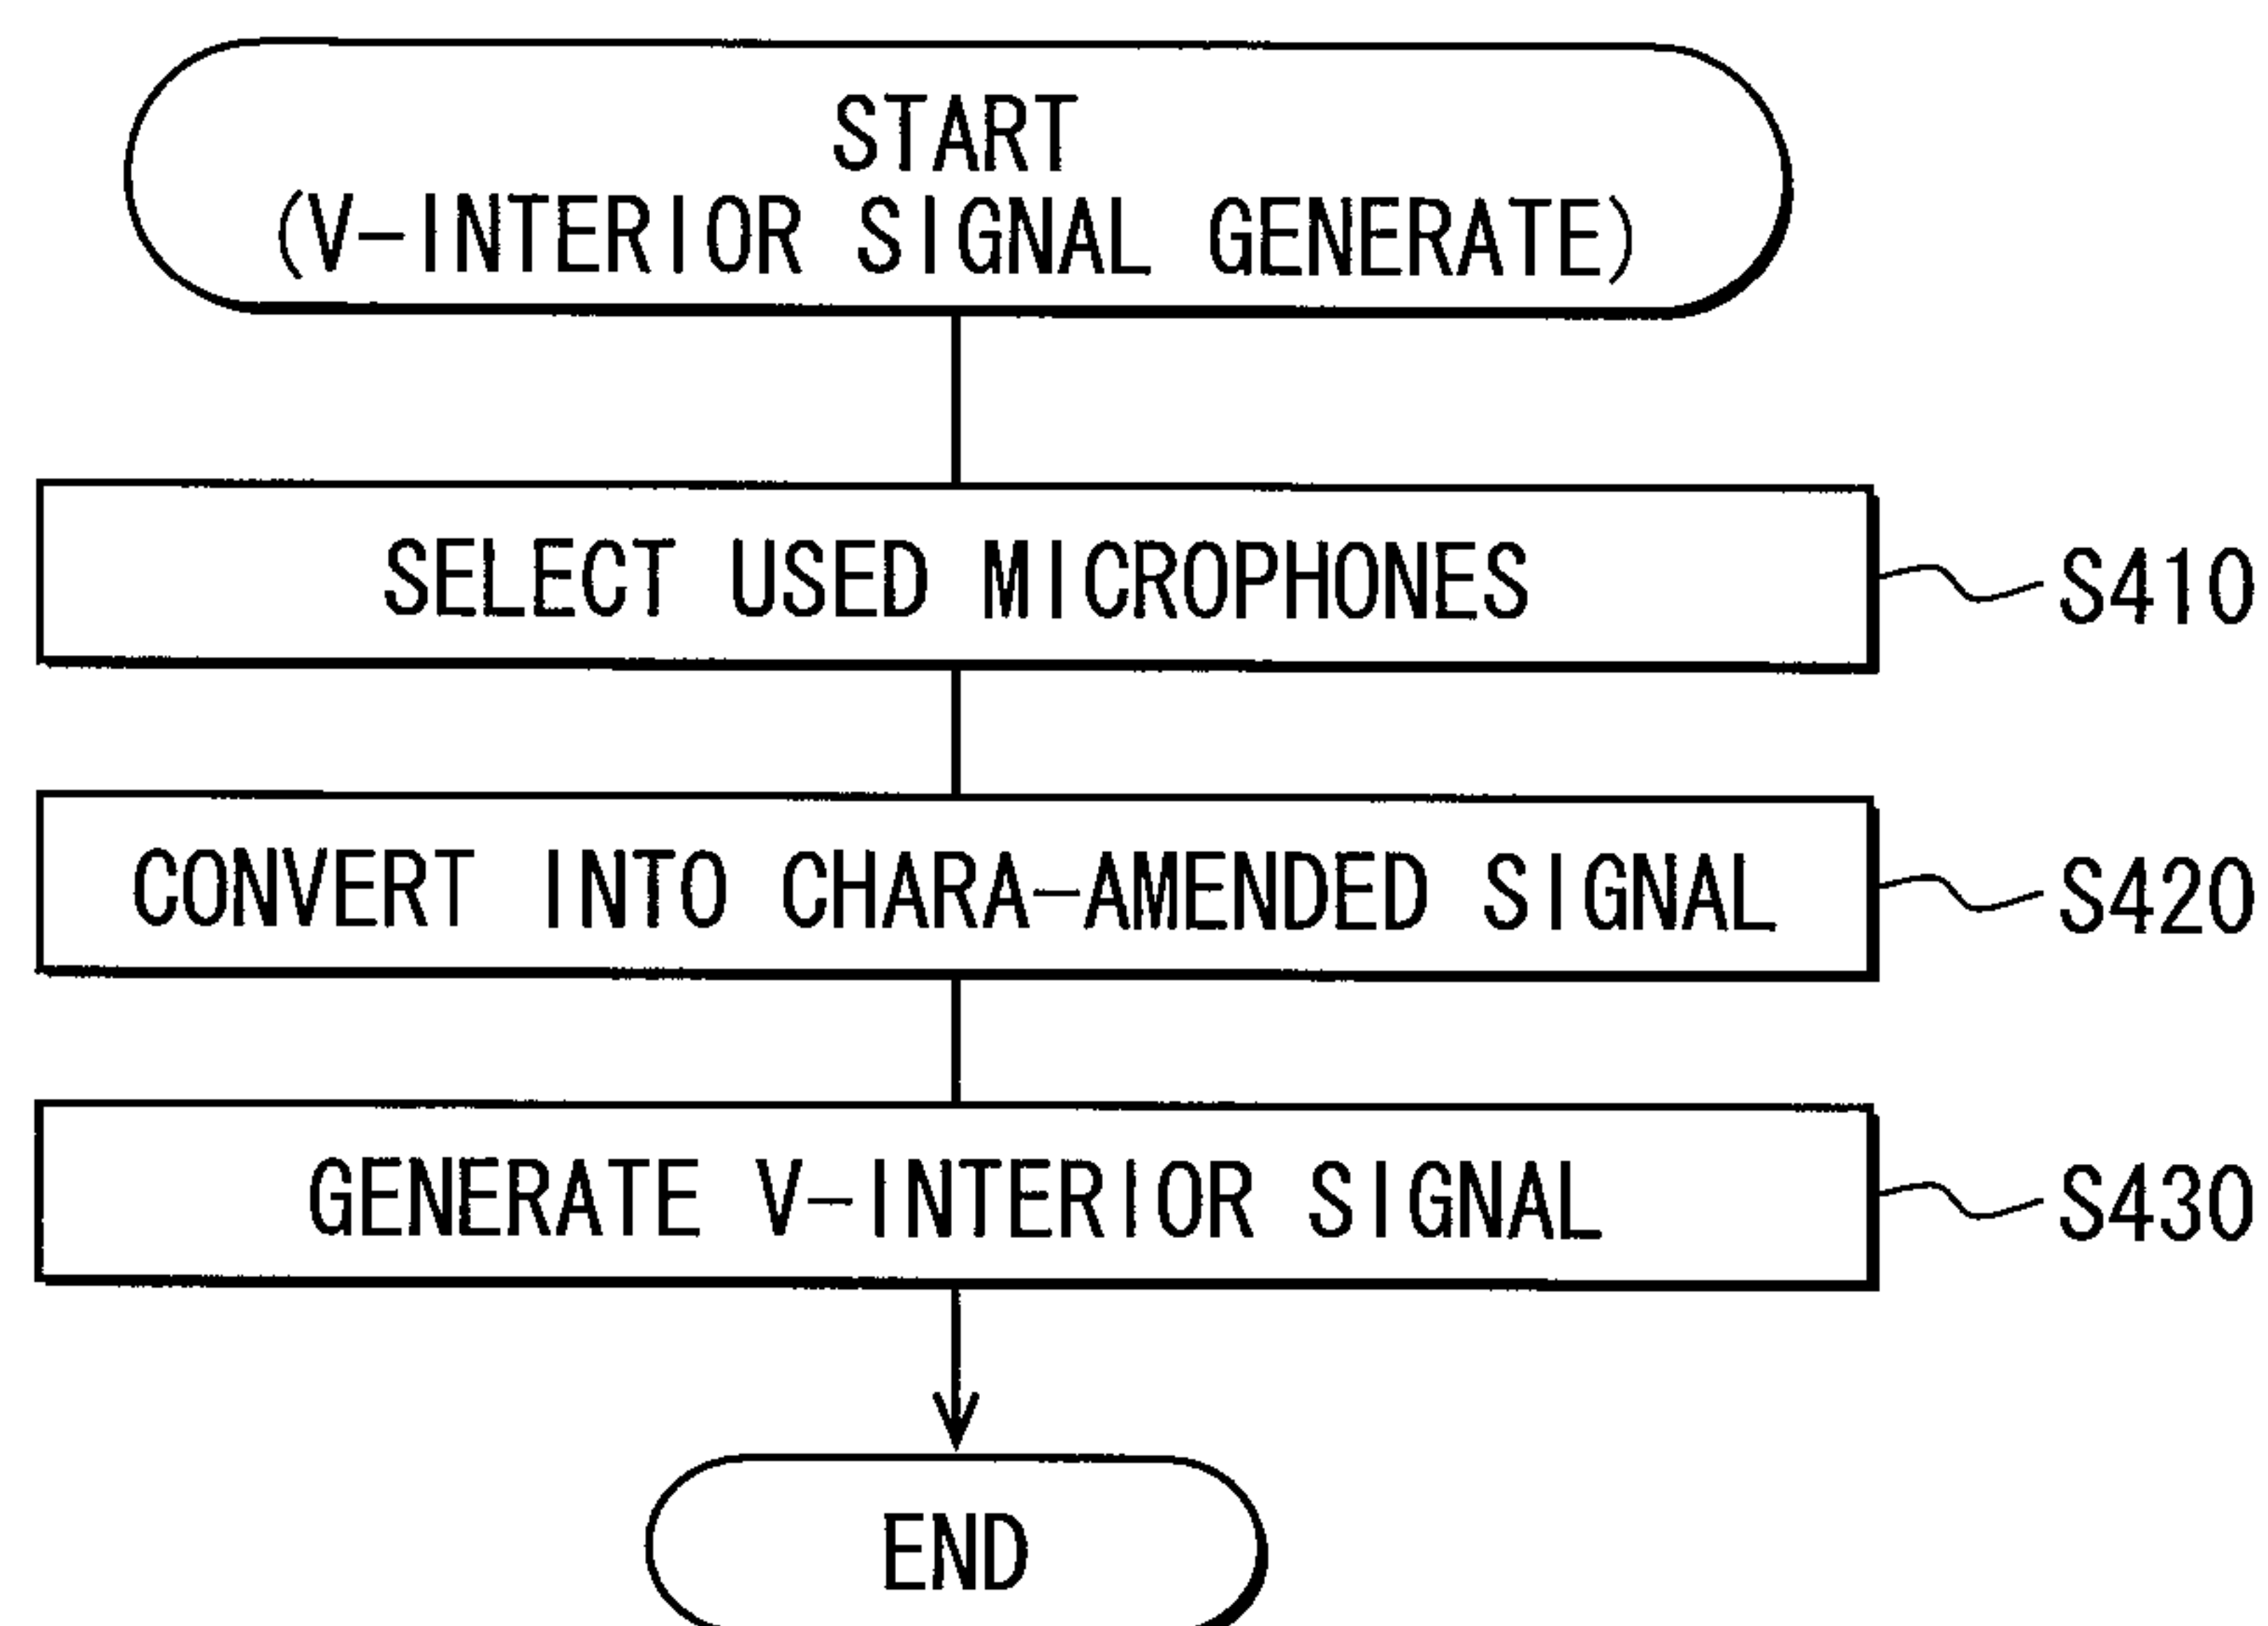 START
(V-INTERIOR SIGNAL GENERATE)
SELECT USED MICROPHONES
S410
CONVERT INTO CHARA-AMENDED SIGNAL
S420
GENERATE V-INTERIOR SIGNAL
S430
END